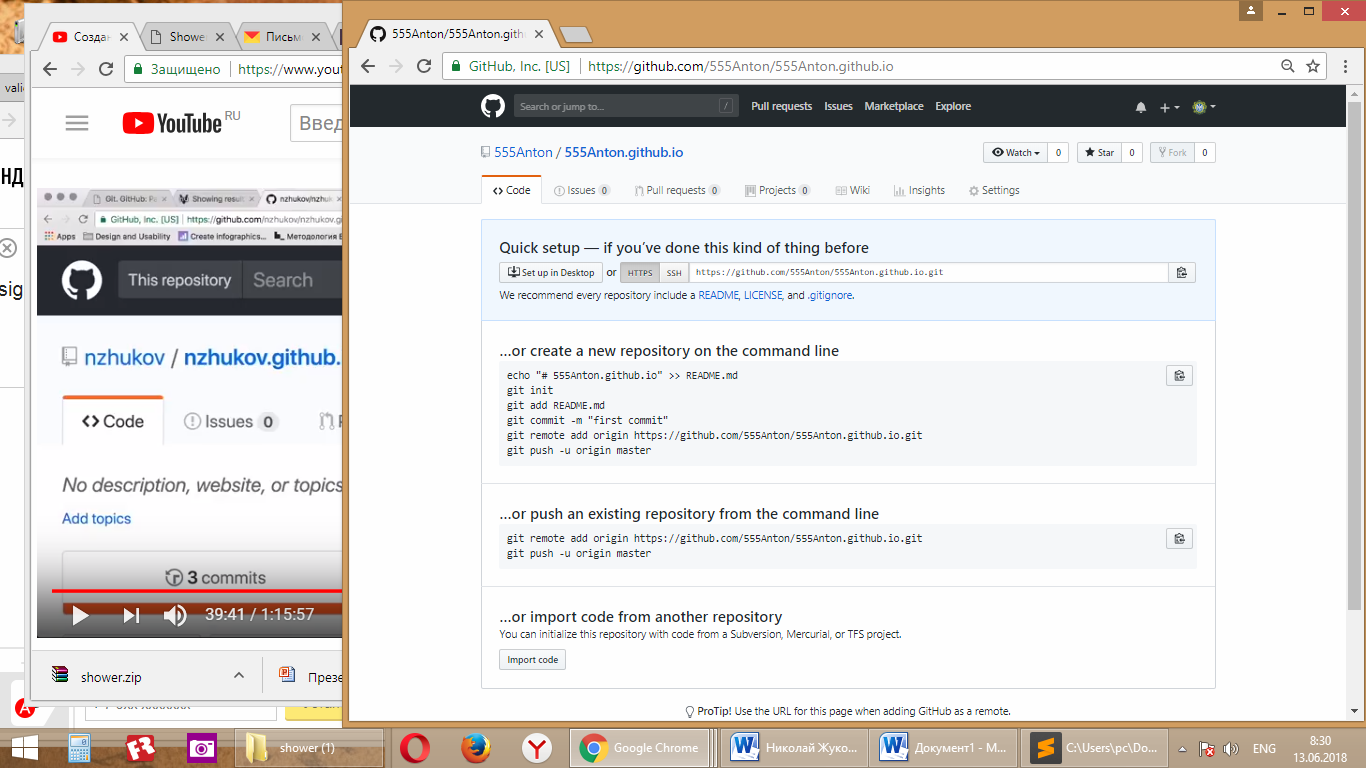 Создан
Shower
Письм
Защищено
https://www.yout
YouTube RU
Введ
Git. GitHub: Ра
Showing resul
nzhukov/nzhuk
GitHub, Inc. [US]
https://github.com/nzhukov/nzhukov.g
Apps
Design and Usability
Create Infographics...
Методология Б
This repository
Search
nzhukov / nzhukov.github.
Code
Issues 0
No description, website, or topics
Add topics
3 commits
39:41 / 1:15:57
shower.zip
Презе
vali
НД
sig
555Anton/555Anton.gith
GitHub, Inc. [US]
https://github.com/555Anton/555Anton.github.io
Search or jump to...
/
Pull requests
Issues
Marketplace
Explore
555Anton / 555Anton.github.io
Watch 0
Star 0
Fork 0
Code
Issues 0
Pull requests 0
Projects 0
Wiki
Insights
Settings
Quick setup — if you’ve done this kind of thing before
Set up in Desktop or HTTPS SSH https://github.com/555Anton/555Anton.github.io.git
We recommend every repository include a README, LICENSE, and .gitignore.
…or create a new repository on the command line
echo "# 555Anton.github.io" >> README.md
git init
git add README.md
git commit -m "first commit"
git remote add origin https://github.com/555Anton/555Anton.github.io.git
git push -u origin master
…or push an existing repository from the command line
git remote add origin https://github.com/555Anton/555Anton.github.io.git
git push -u origin master
…or import code from another repository
You can initialize this repository with code from a Subversion, Mercurial, or TFS project.
Import code
ProTip! Use the URL for this page when adding GitHub as a remote.
shower (1)
Google Chrome
Николай Жуко...
Документ1 - M...
C:\Users\pc\Do...
ENG
8:30
13.06.2018